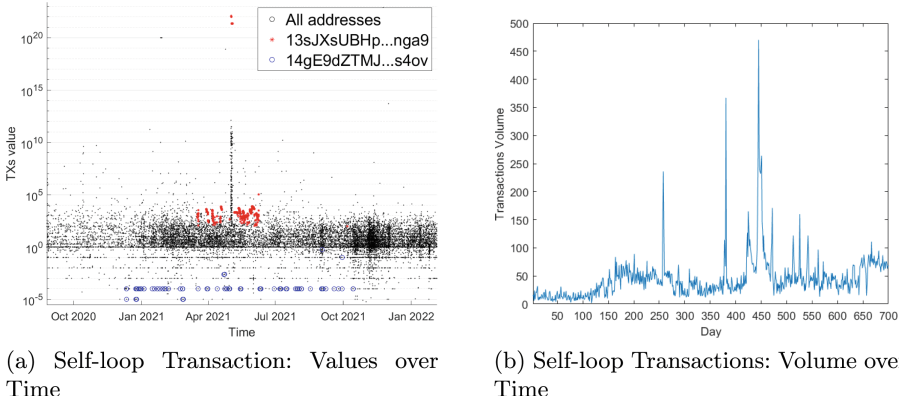 All addresses
13sJXsUBHp...nga9
14gE9dZTMJ...s4ov
10^20
10^15
10^10
10^5
10^0
10^-5
TXs value
Oct 2020 Jan 2021 Apr 2021 Jul 2021 Oct 2021 Jan 2022
Time
(a) Self-loop Transaction: Values over
Time
500
450
400
350
300
250
200
150
100
50
0
Transactions Volume
50 100 150 200 250 300 350 400 450 500 550 600 650 700
Day
(b) Self-loop Transactions: Volume ove
Time